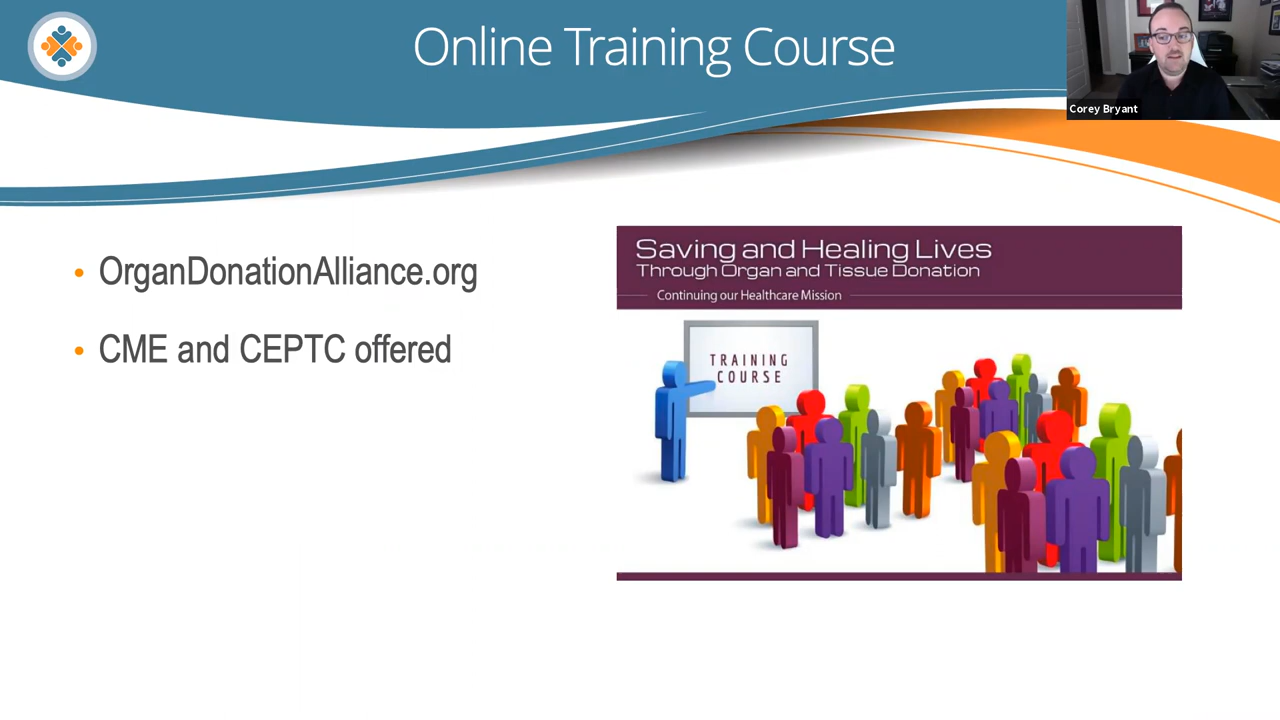 Online Training Course
Corey Bryant
• OrganDonationAlliance.org
• CME and CEPTC offered
Saving and Healing Lives
Through Organ and Tissue Donation
Continuing our Healthcare Mission
TRAINING
COURSE